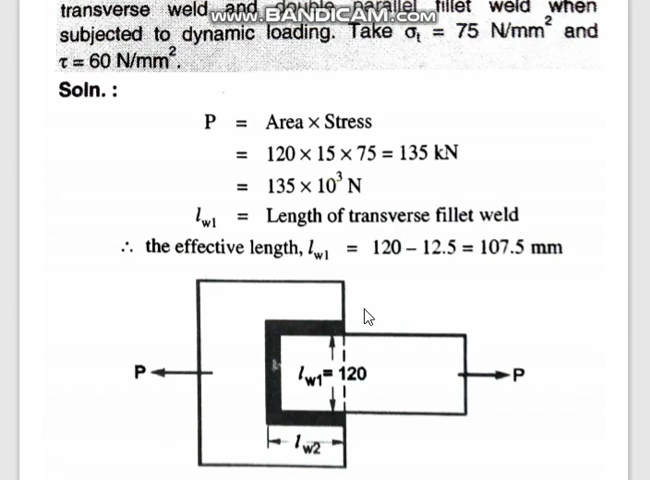 transverse weld and double parallel fillet weld when
www.BANDICAM.com
subjected to dynamic loading. Take σt = 75 N/mm² and
τ = 60 N/mm².
Soln. :
P = Area × Stress
= 120 × 15 × 75 = 135 kN
= 135 × 10³ N
lw1 = Length of transverse fillet weld
∴ the effective length, lw1 = 120 – 12.5 = 107.5 mm
P lw1= 120 P
lw2